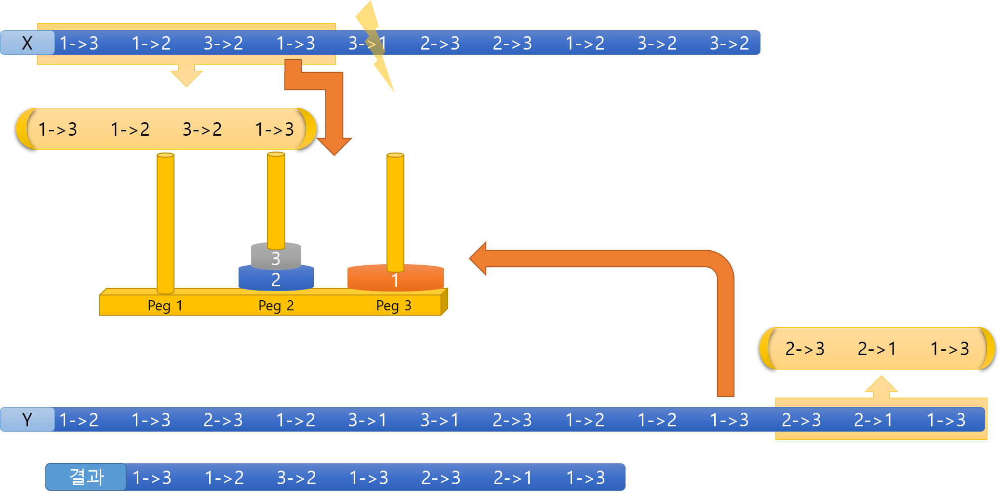 X 1->3 1->2 3->2 1->3 3->1 2->3 2->3 1->2 3->2 3->2
1->3 1->2 3->2 1->3
3
2
1
Peg 1 Peg 2 Peg 3
2->3 2->1 1->3
Y 1->2 1->3 2->3 1->2 3->1 3->1 2->3 1->2 1->2 1->3 2->3 2->1 1->3
결과 1->3 1->2 3->2 1->3 2->3 2->1 1->3